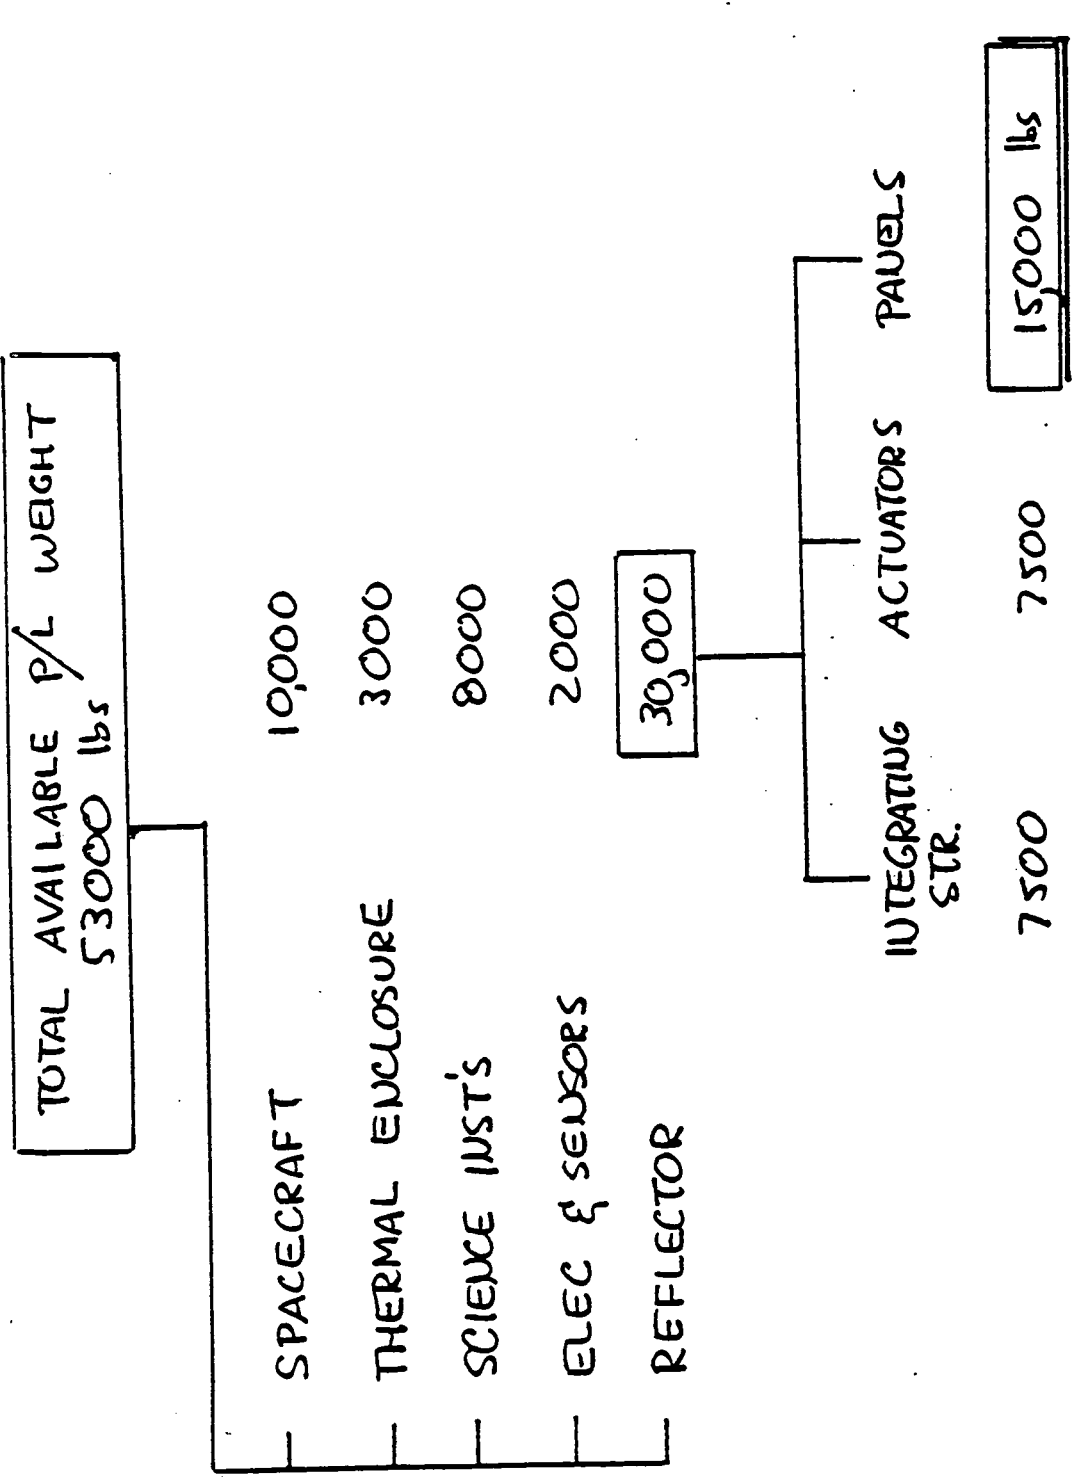 TOTAL AVAILABLE P/L WEIGHT
53000 lbs
SPACECRAFT 10,000
THERMAL ENCLOSURE 3000
SCIENCE INST'S 8000
ELEC & SENSORS 2000
REFLECTOR 30,000
INTEGRATING ACTUATORS PANELS
STR.
7500 7500 15,000 lbs